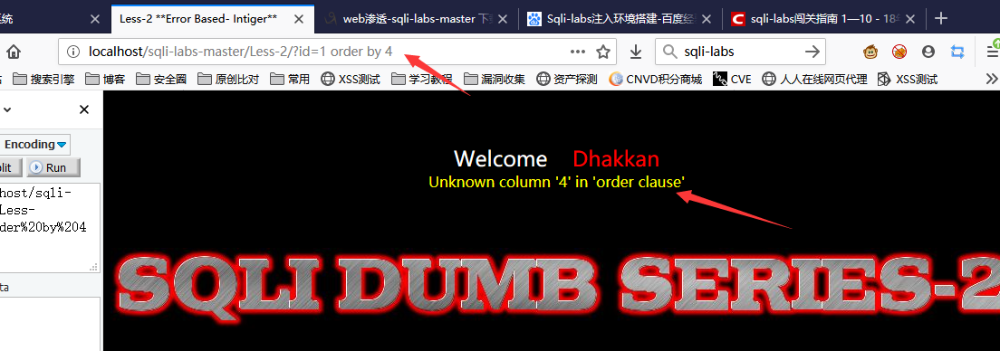 系统
Less-2 **Error Based- Intiger**
web渗透-sqli-labs-master 下
Sqli-labs注入环境搭建-百度经
sqli-labs闯关指南 1—10 - 18
localhost/sqli-labs-master/Less-2/?id=1 order by 4
sqli-labs
搜索引擎 博客 安全圈 原创比对 常用 XSS测试 学习教程 漏洞收集 资产探测 CNVD积分商城 CVE 人人在线网页代理 XSS测试
Encoding
plit Run
host/sqli-
Less-
der%20by%204
ta
Welcome Dhakkan
Unknown column '4' in 'order clause'
SQLI DUMB SERIES-2